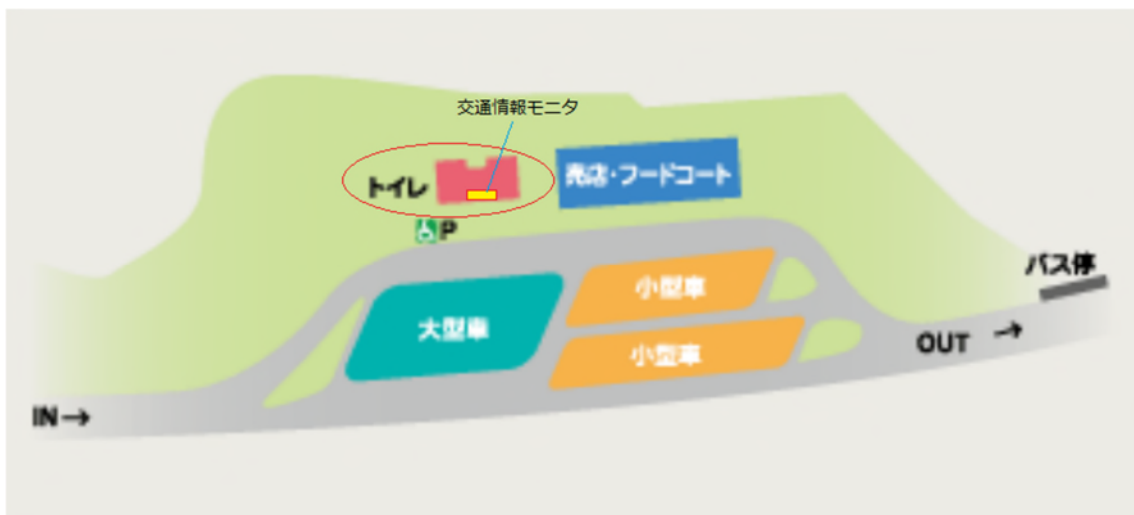 交通情報モニタ
トイレ
売店・フードコート
P
バス停
小型車
大型車
小型車
OUT →
IN→